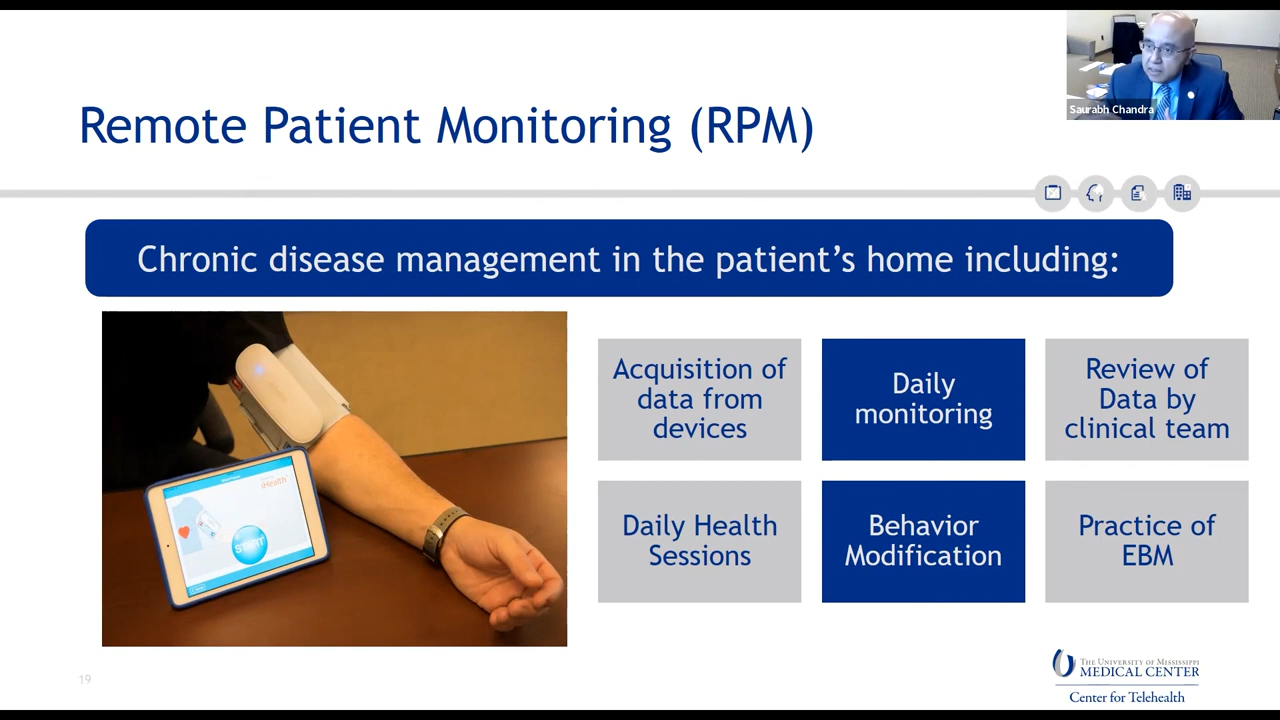 Saurabh Chandra
Remote Patient Monitoring (RPM)
Chronic disease management in the patient’s home including:
Acquisition of
data from
devices
Daily
monitoring
Review of
Data by
clinical team
iHealth
START
Daily Health
Sessions
Behavior
Modification
Practice of
EBM
19
THE UNIVERSITY OF MISSISSIPPI
MEDICAL CENTER
Center for Telehealth